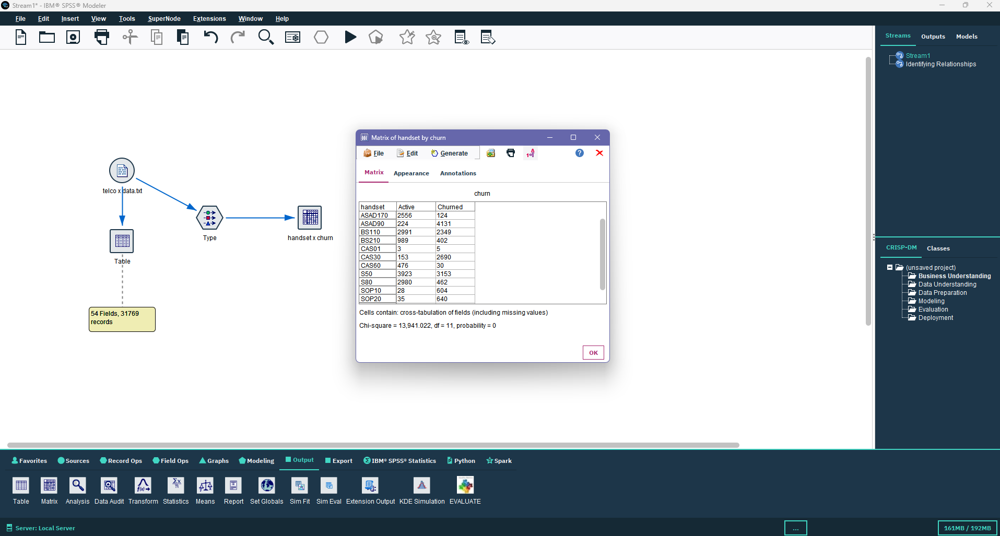 Stream1* - IBM® SPSS® Modeler
File Edit Insert View Tools SuperNode Extensions Window Help
Streams Outputs Models
Stream1
Identifying Relationships
telco x data.txt
Type
handset x churn
Table
54 Fields, 31769
records
Matrix of handset by churn
File Edit Generate
Matrix Appearance Annotations
churn
handset Active Churned
ASAD170 2556 124
ASAD90 224 4131
BS110 2991 2349
BS210 989 402
CAS01 3 5
CAS30 153 2690
CAS60 476 30
S50 3923 3153
S80 2980 462
SOP10 28 604
SOP20 35 640
Cells contain: cross-tabulation of fields (including missing values)
Chi-square = 13,941.022, df = 11, probability = 0
OK
CRISP-DM Classes
(unsaved project)
Business Understanding
Data Understanding
Data Preparation
Modeling
Evaluation
Deployment
Favorites Sources Record Ops Field Ops Graphs Modeling Output Export IBM® SPSS® Statistics Python Spark
Table Matrix Analysis Data Audit Transform Statistics Means Report Set Globals Sim Fit Sim Eval Extension Output KDE Simulation EVALUATE
Server: Local Server
...
161MB / 192MB